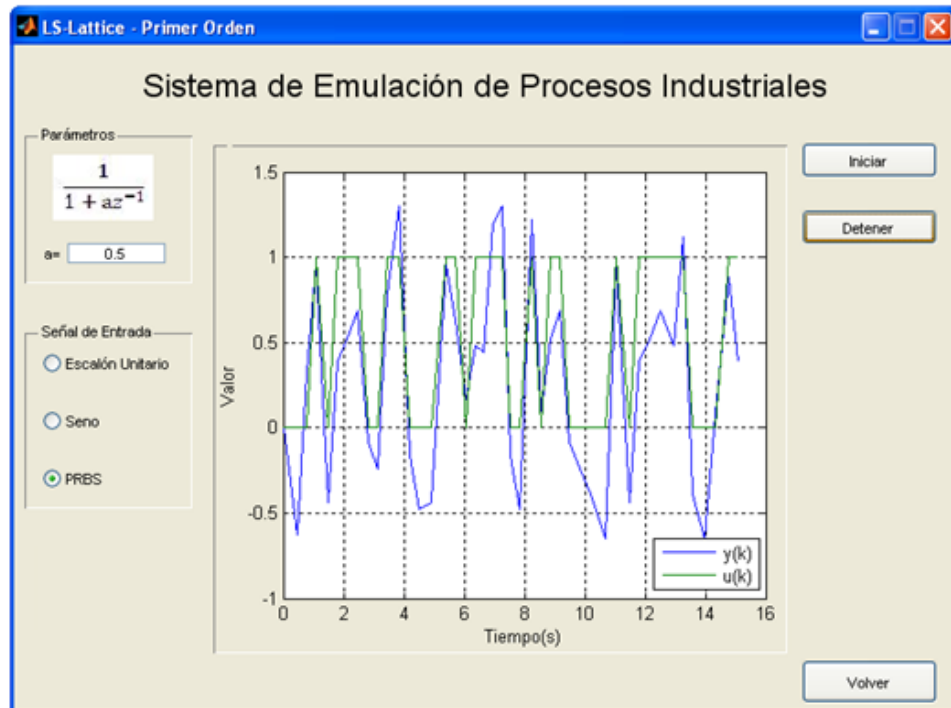 LS-Lattice - Primer Orden
Sistema de Emulación de Procesos Industriales
Parámetros
1
1 + az⁻¹
a= 0.5
Señal de Entrada
Escalón Unitario
Seno
PRBS
Valor
1.5
1
0.5
0
-0.5
-1
0 2 4 6 8 10 12 14 16
Tiempo(s)
y(k)
u(k)
Iniciar
Detener
Volver